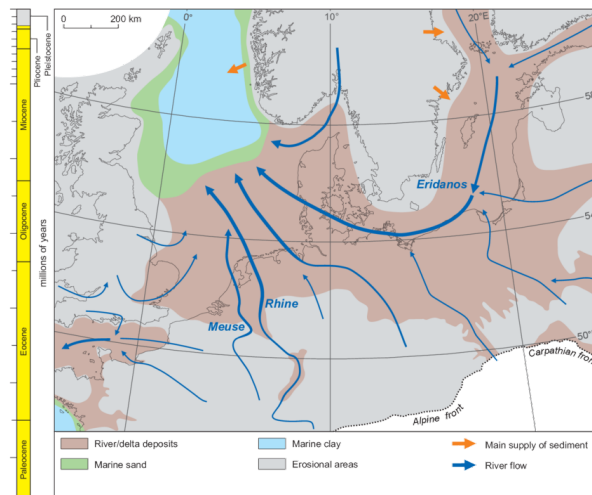 0 200 km
0°
10°
20°E
Pleistocene
Pliocene
Miocene
Oligocene
Eocene
Paleocene
millions of years
Eridanos
Rhine
Meuse
50°
Carpathian front
Alpine front
River/delta deposits
Marine sand
Marine clay
Erosional areas
Main supply of sediment
River flow